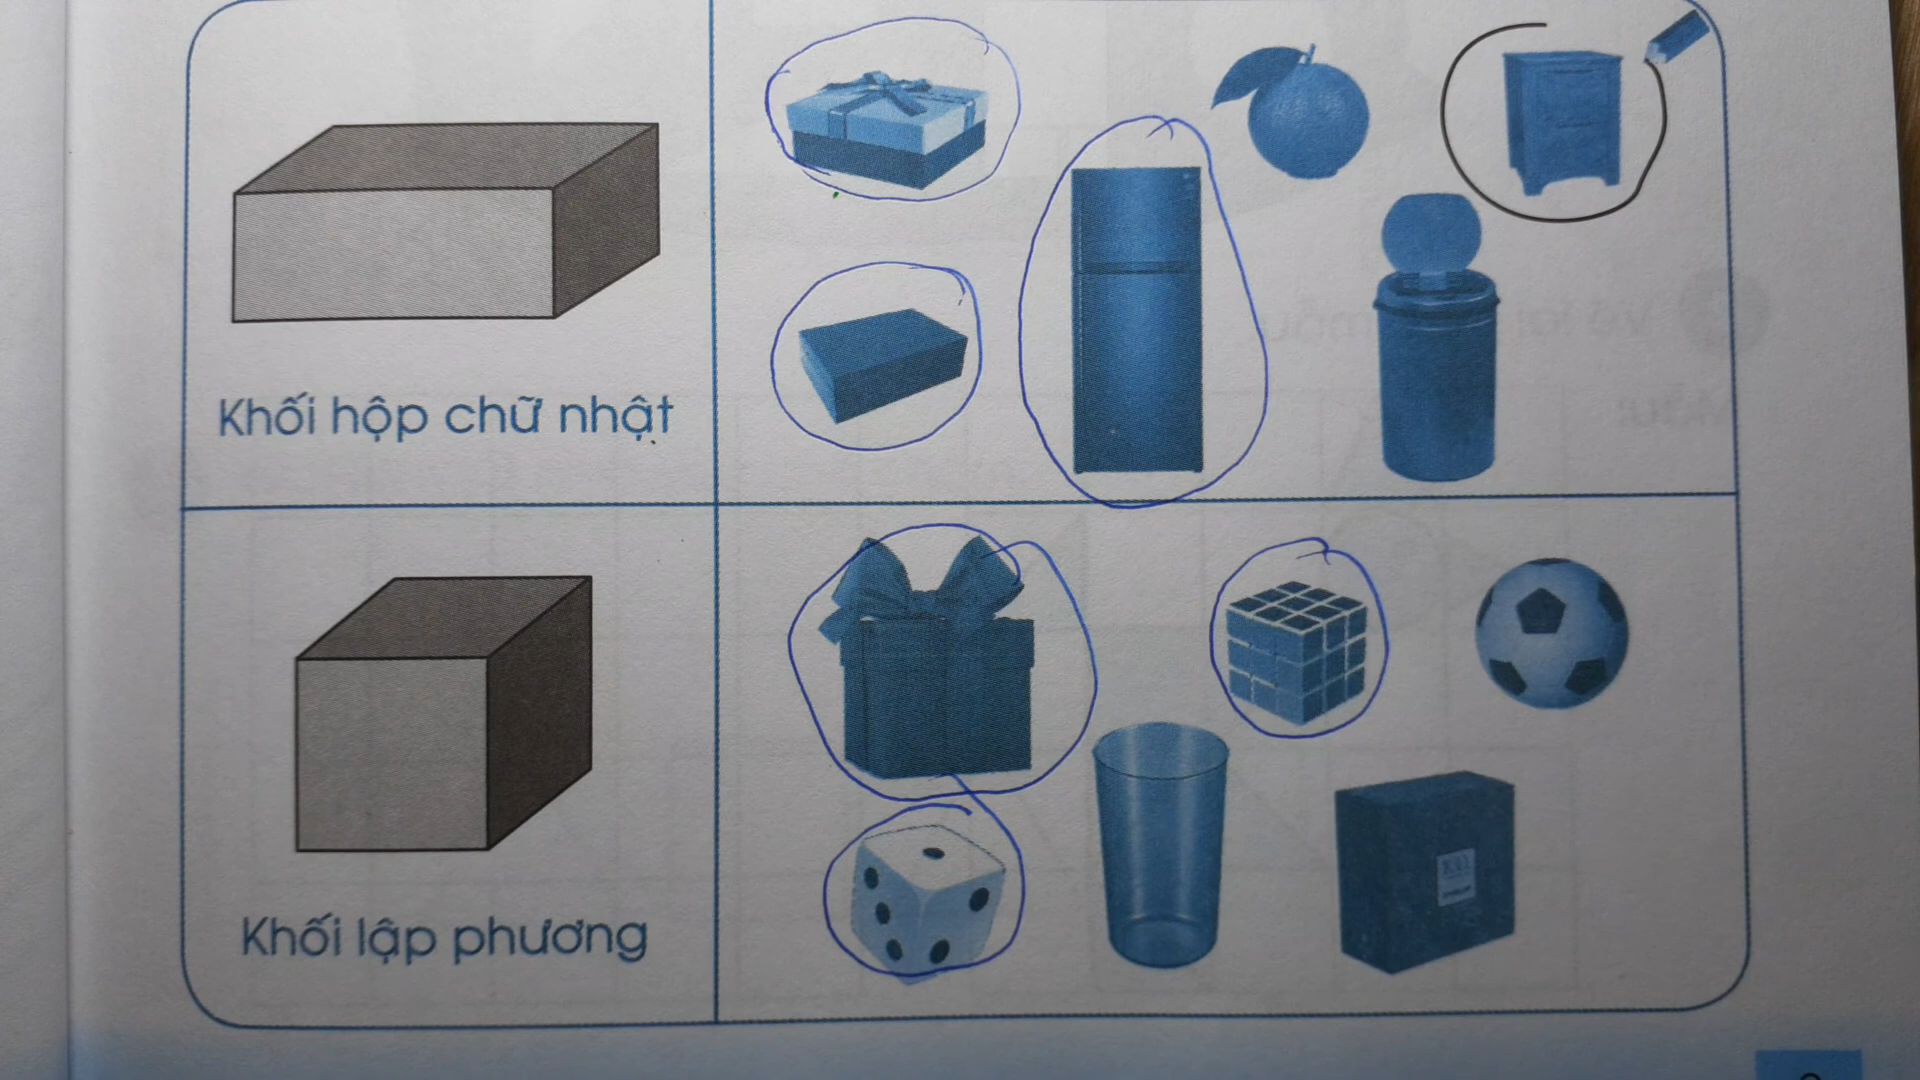 Khối hộp chữ nhật
Khối lập phương